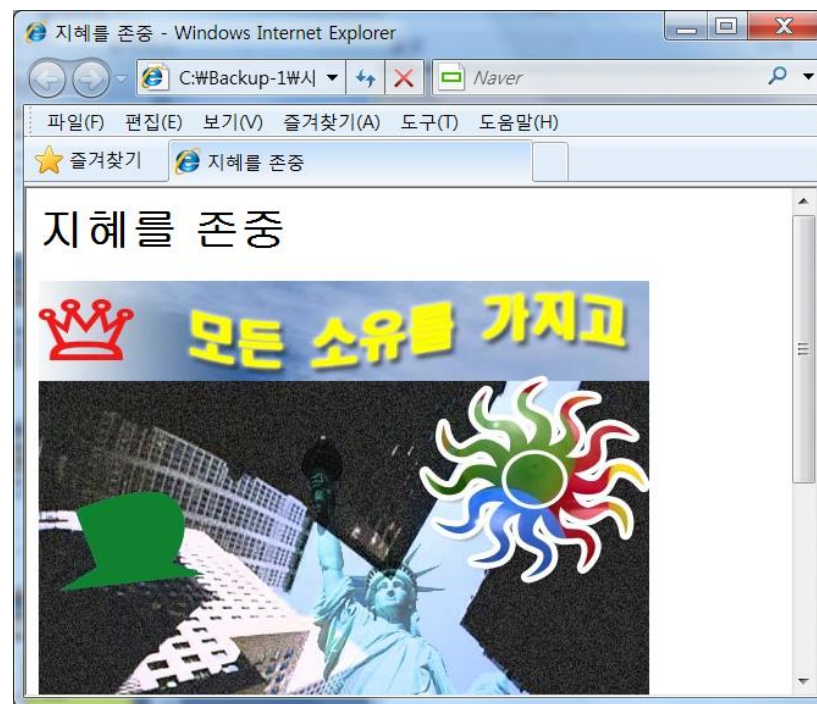 지혜를 존중 - Windows Internet Explorer
C:₩Backup-1₩시
Naver
파일(F) 편집(E) 보기(V) 즐겨찾기(A) 도구(T) 도움말(H)
즐겨찾기
지혜를 존중
지혜를 존중
모든 소유를 가지고